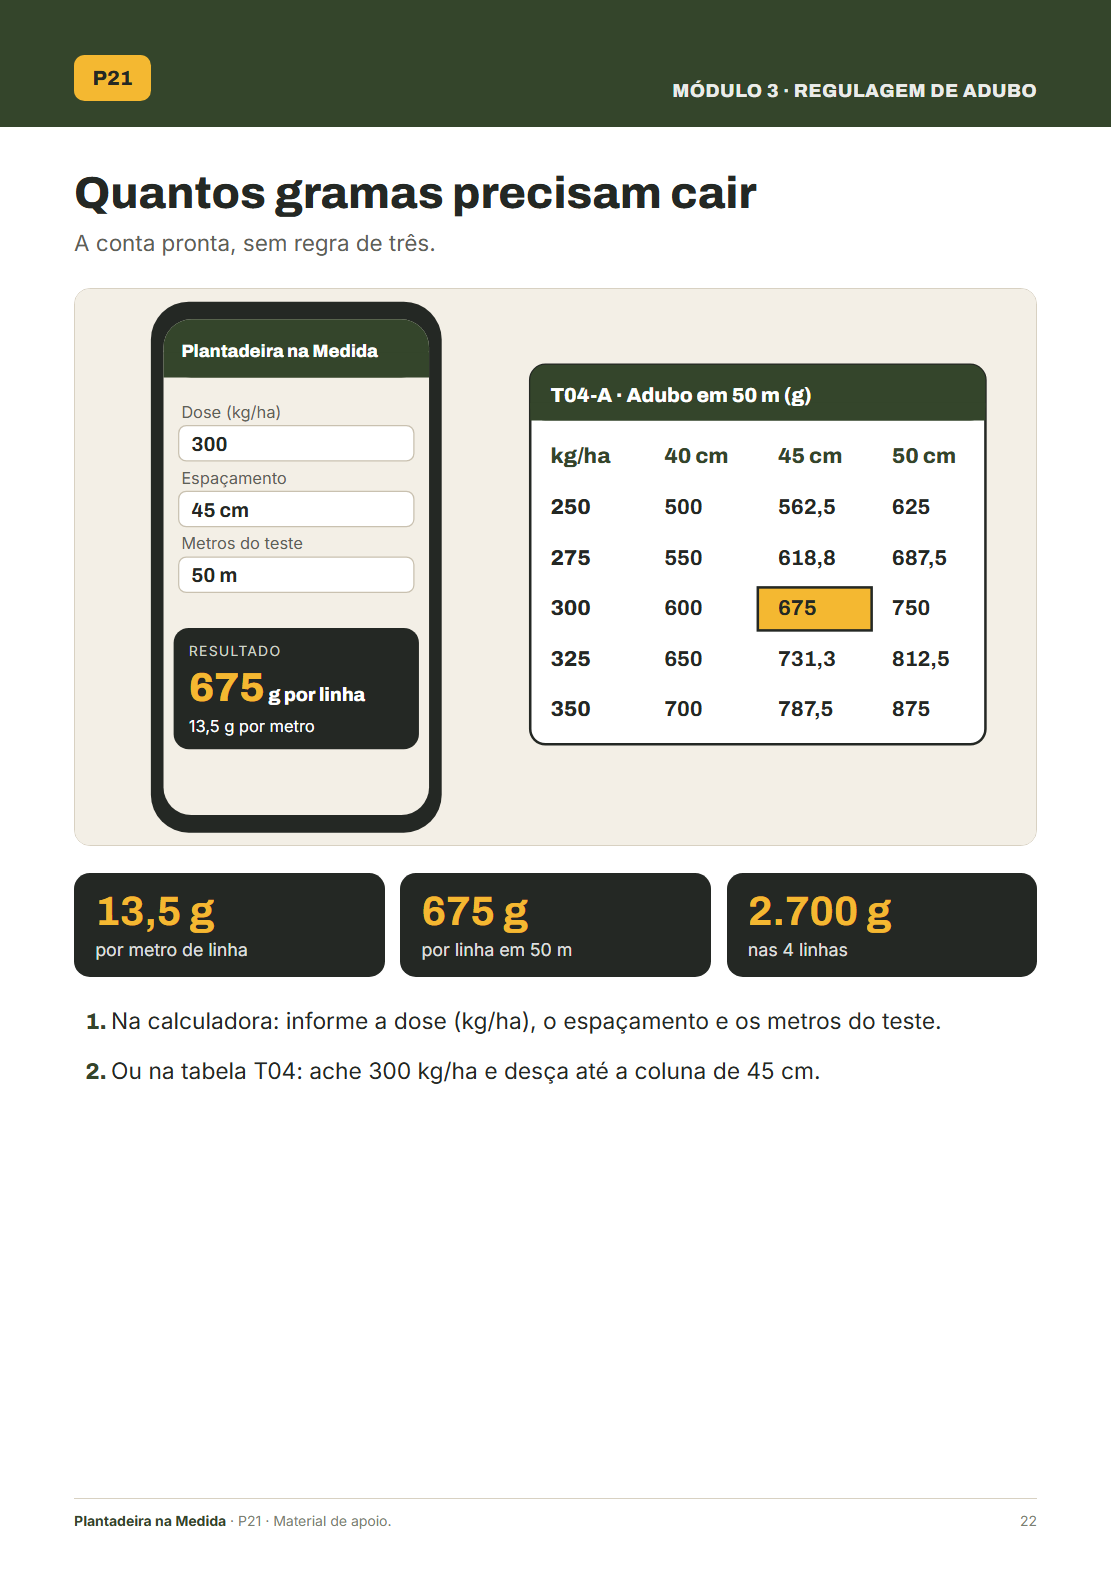 P21
MÓDULO 3 · REGULAGEM DE ADUBO
Quantos gramas precisam cair
A conta pronta, sem regra de três.
Plantadeira na Medida
Dose (kg/ha)
300
Espaçamento
45 cm
Metros do teste
50 m
RESULTADO
675 g por linha
13,5 g por metro
T04-A · Adubo em 50 m (g)
kg/ha 40 cm 45 cm 50 cm
250 500 562,5 625
275 550 618,8 687,5
300 600 675 750
325 650 731,3 812,5
350 700 787,5 875
13,5 g
por metro de linha
675 g
por linha em 50 m
2.700 g
nas 4 linhas
1. Na calculadora: informe a dose (kg/ha), o espaçamento e os metros do teste.
2. Ou na tabela T04: ache 300 kg/ha e desça até a coluna de 45 cm.
Plantadeira na Medida · P21 · Material de apoio.
22